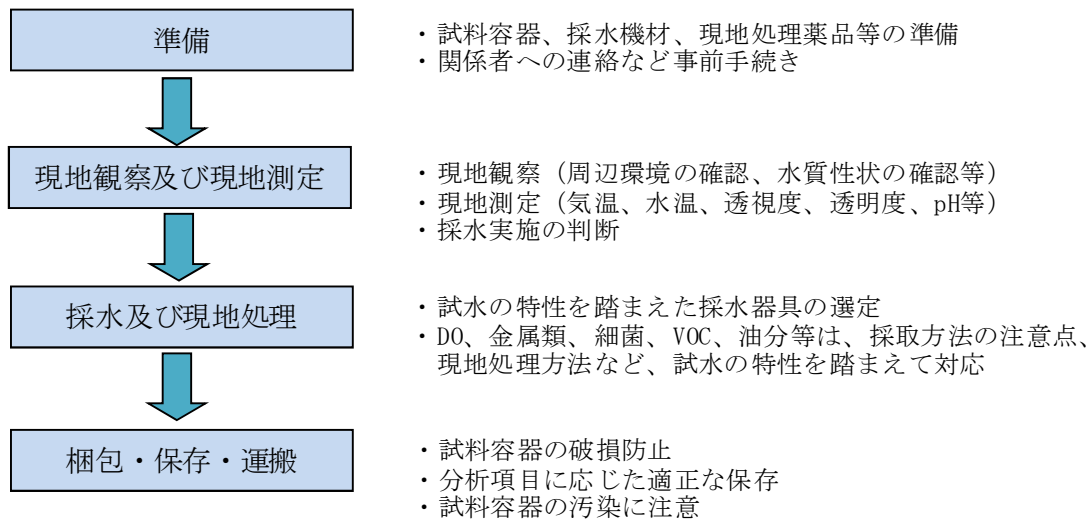 準備
・試料容器、採水機材、現地処理薬品等の準備
・関係者への連絡など事前手続き
現地観察及び現地測定
・現地観察（周辺環境の確認、水質性状の確認等）
・現地測定（気温、水温、透視度、透明度、pH等）
・採水実施の判断
採水及び現地処理
・試水の特性を踏まえた採水器具の選定
・DO、金属類、細菌、VOC、油分等は、採取方法の注意点、
現地処理方法など、試水の特性を踏まえて対応
梱包・保存・運搬
・試料容器の破損防止
・分析項目に応じた適正な保存
・試料容器の汚染に注意